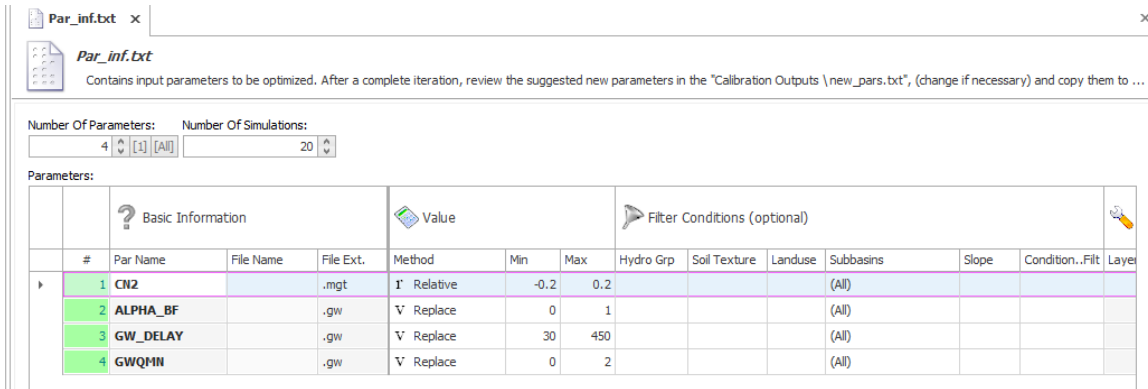 Par_inf.txt x
Par_inf.txt
Contains input parameters to be optimized. After a complete iteration, review the suggested new parameters in the "Calibration Outputs \new_pars.txt", (change if necessary) and copy them to ...
Number Of Parameters: Number Of Simulations:
4 [1] [All] 20
Parameters:
Basic Information Value Filter Conditions (optional)
# Par Name File Name File Ext. Method Min Max Hydro Grp Soil Texture Landuse Subbasins Slope Condition..Filt Layer
1 CN2 .mgt r Relative -0.2 0.2 (All)
2 ALPHA_BF .gw V Replace 0 1 (All)
3 GW_DELAY .gw V Replace 30 450 (All)
4 GWQMN .gw V Replace 0 2 (All)